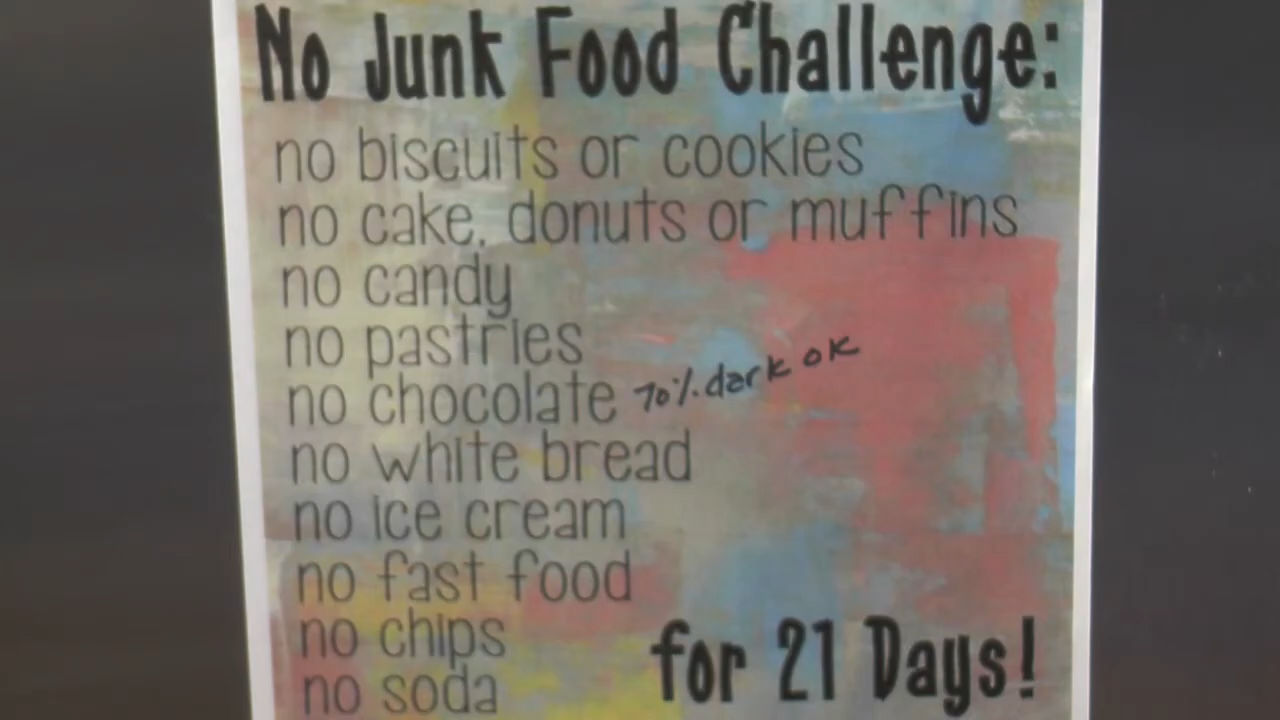 No Junk Food Challenge:
no biscuits or cookies
no cake, donuts or muffins
no candy
no pastries
no chocolate 70% dark ok
no white bread
no ice cream
no fast food
no chips
no soda
for 21 Days!